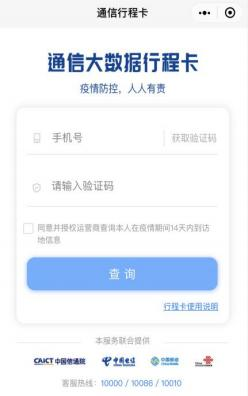 通信行程卡
通信大数据行程卡
疫情防控，人人有责
手机号 获取验证码
请输入验证码
同意并授权运营商查询本人在疫情期间14天内到访地信息
查询
行程卡使用说明
本服务联合提供
CAICT 中国信通院 中国电信 中国移动 China Mobile China unicom
客服热线：10000 / 10086 / 10010